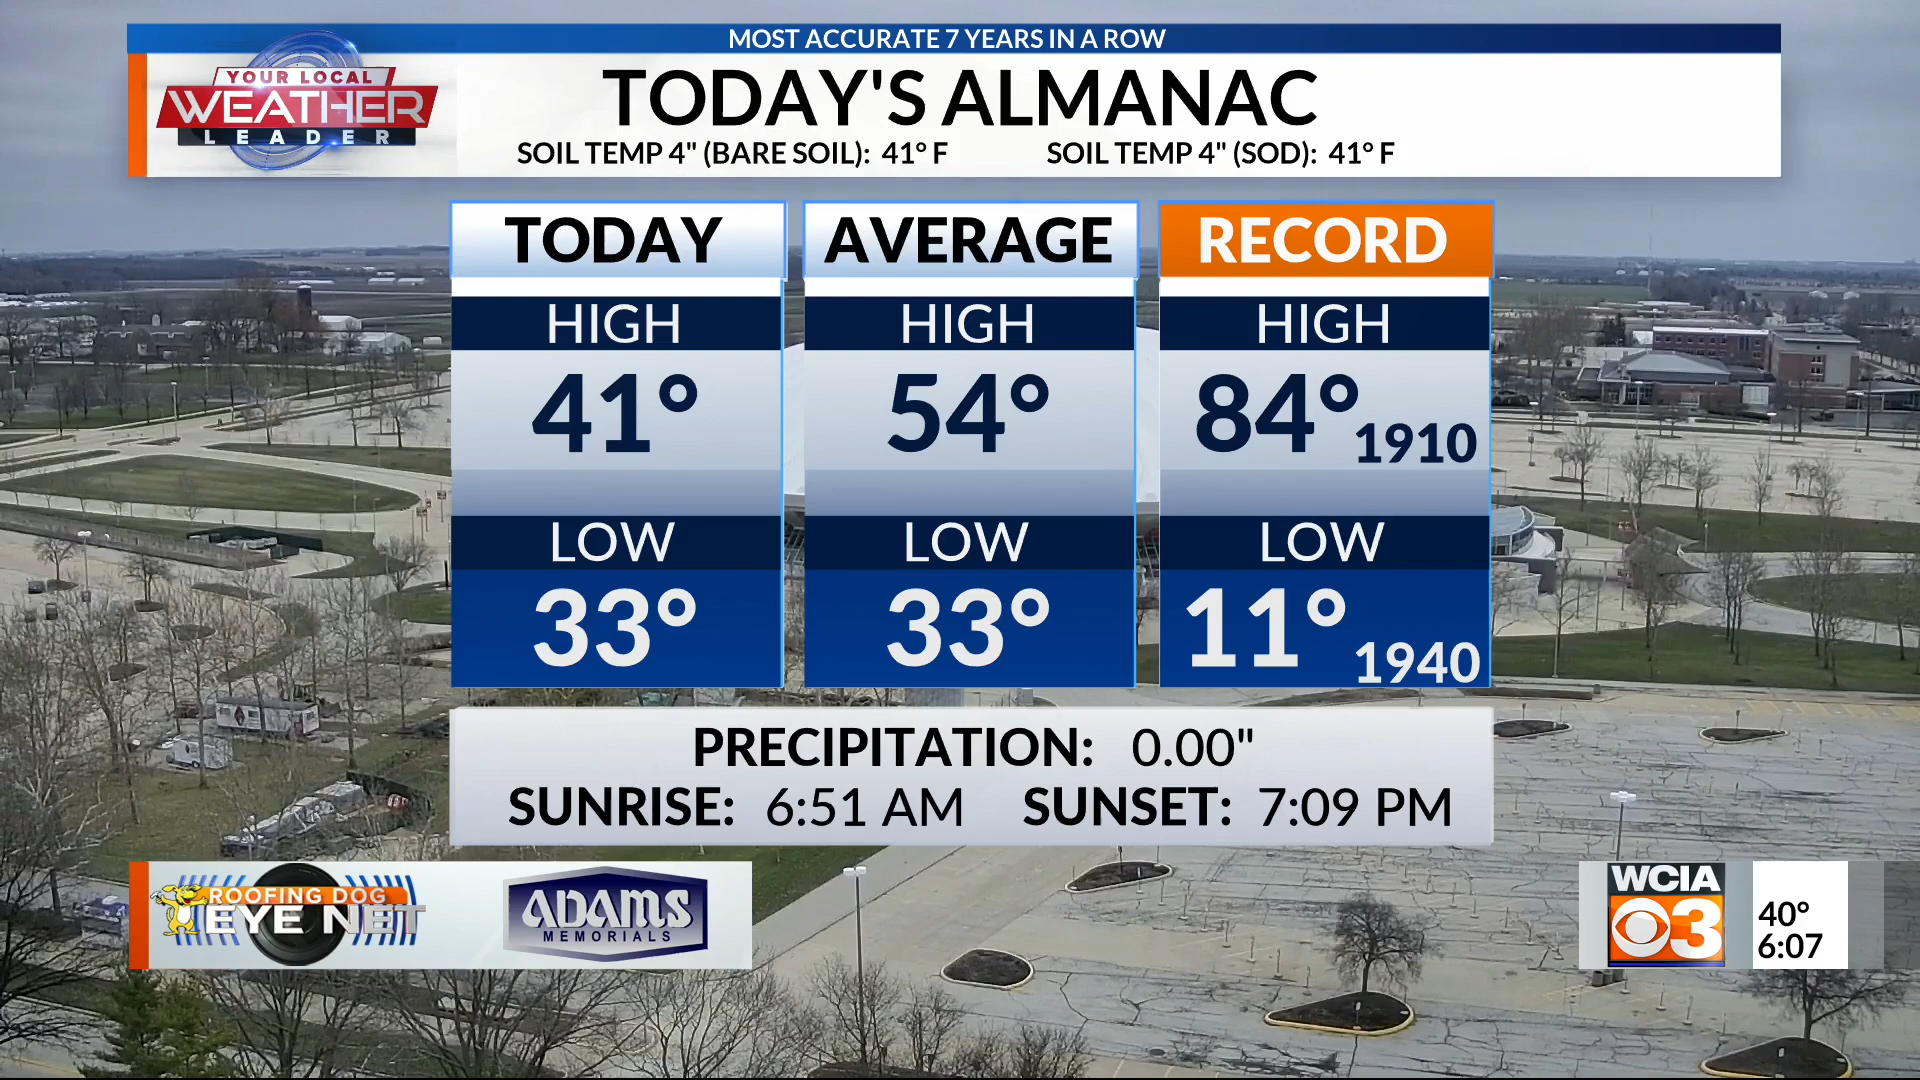 MOST ACCURATE 7 YEARS IN A ROW
YOUR LOCAL
WEATHER
LEADER
TODAY'S ALMANAC
SOIL TEMP 4" (BARE SOIL): 41° F SOIL TEMP 4" (SOD): 41° F
TODAY AVERAGE RECORD
HIGH HIGH HIGH
41° 54° 84° 1910
LOW LOW LOW
33° 33° 11° 1940
PRECIPITATION: 0.00"
SUNRISE: 6:51 AM SUNSET: 7:09 PM
ROOFING DOG
EYE NET
ADAMS
MEMORIALS
WCIA
3
40°
6:07